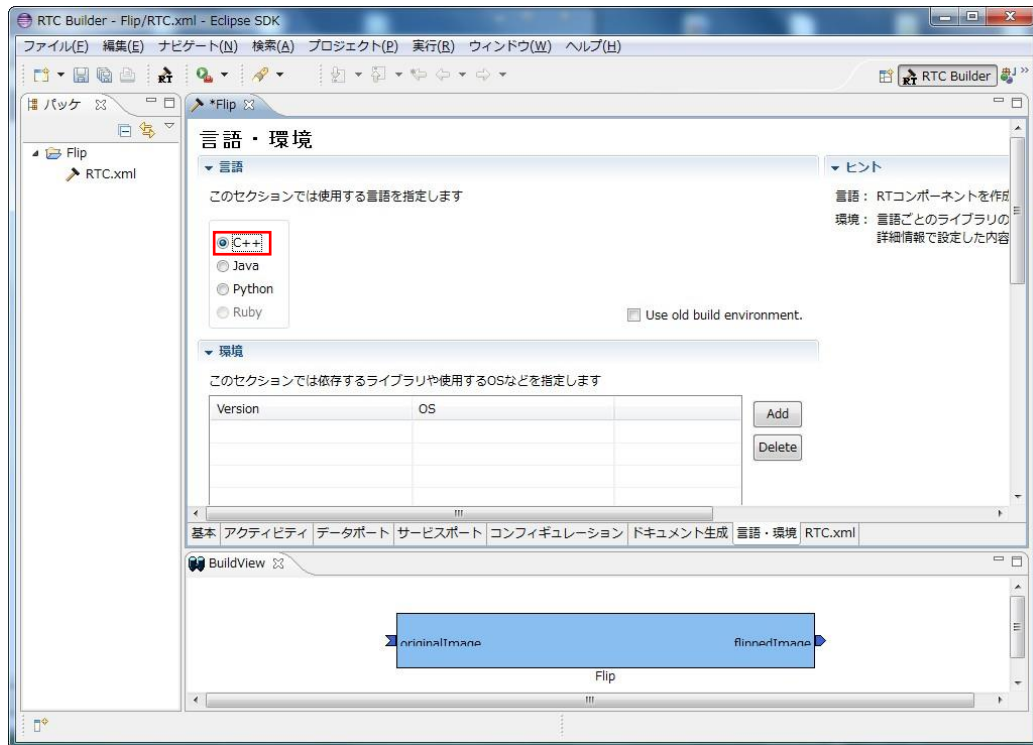 RTC Builder - Flip/RTC.xml - Eclipse SDK
ファイル(F) 編集(E) ナビゲート(N) 検索(A) プロジェクト(P) 実行(R) ウィンドウ(W) ヘルプ(H)
RTC Builder
パッケ
*Flip
Flip
RTC.xml
言語・環境
言語
このセクションでは使用する言語を指定します
C++
Java
Python
Ruby
Use old build environment.
ヒント
言語： RTコンポーネントを作成
環境： 言語ごとのライブラリの
詳細情報で設定した内容
環境
このセクションでは依存するライブラリや使用するOSなどを指定します
Version OS
Add
Delete
基本 アクティビティ データポート サービスポート コンフィギュレーション ドキュメント生成 言語・環境 RTC.xml
BuildView
originalImage flippedImage
Flip